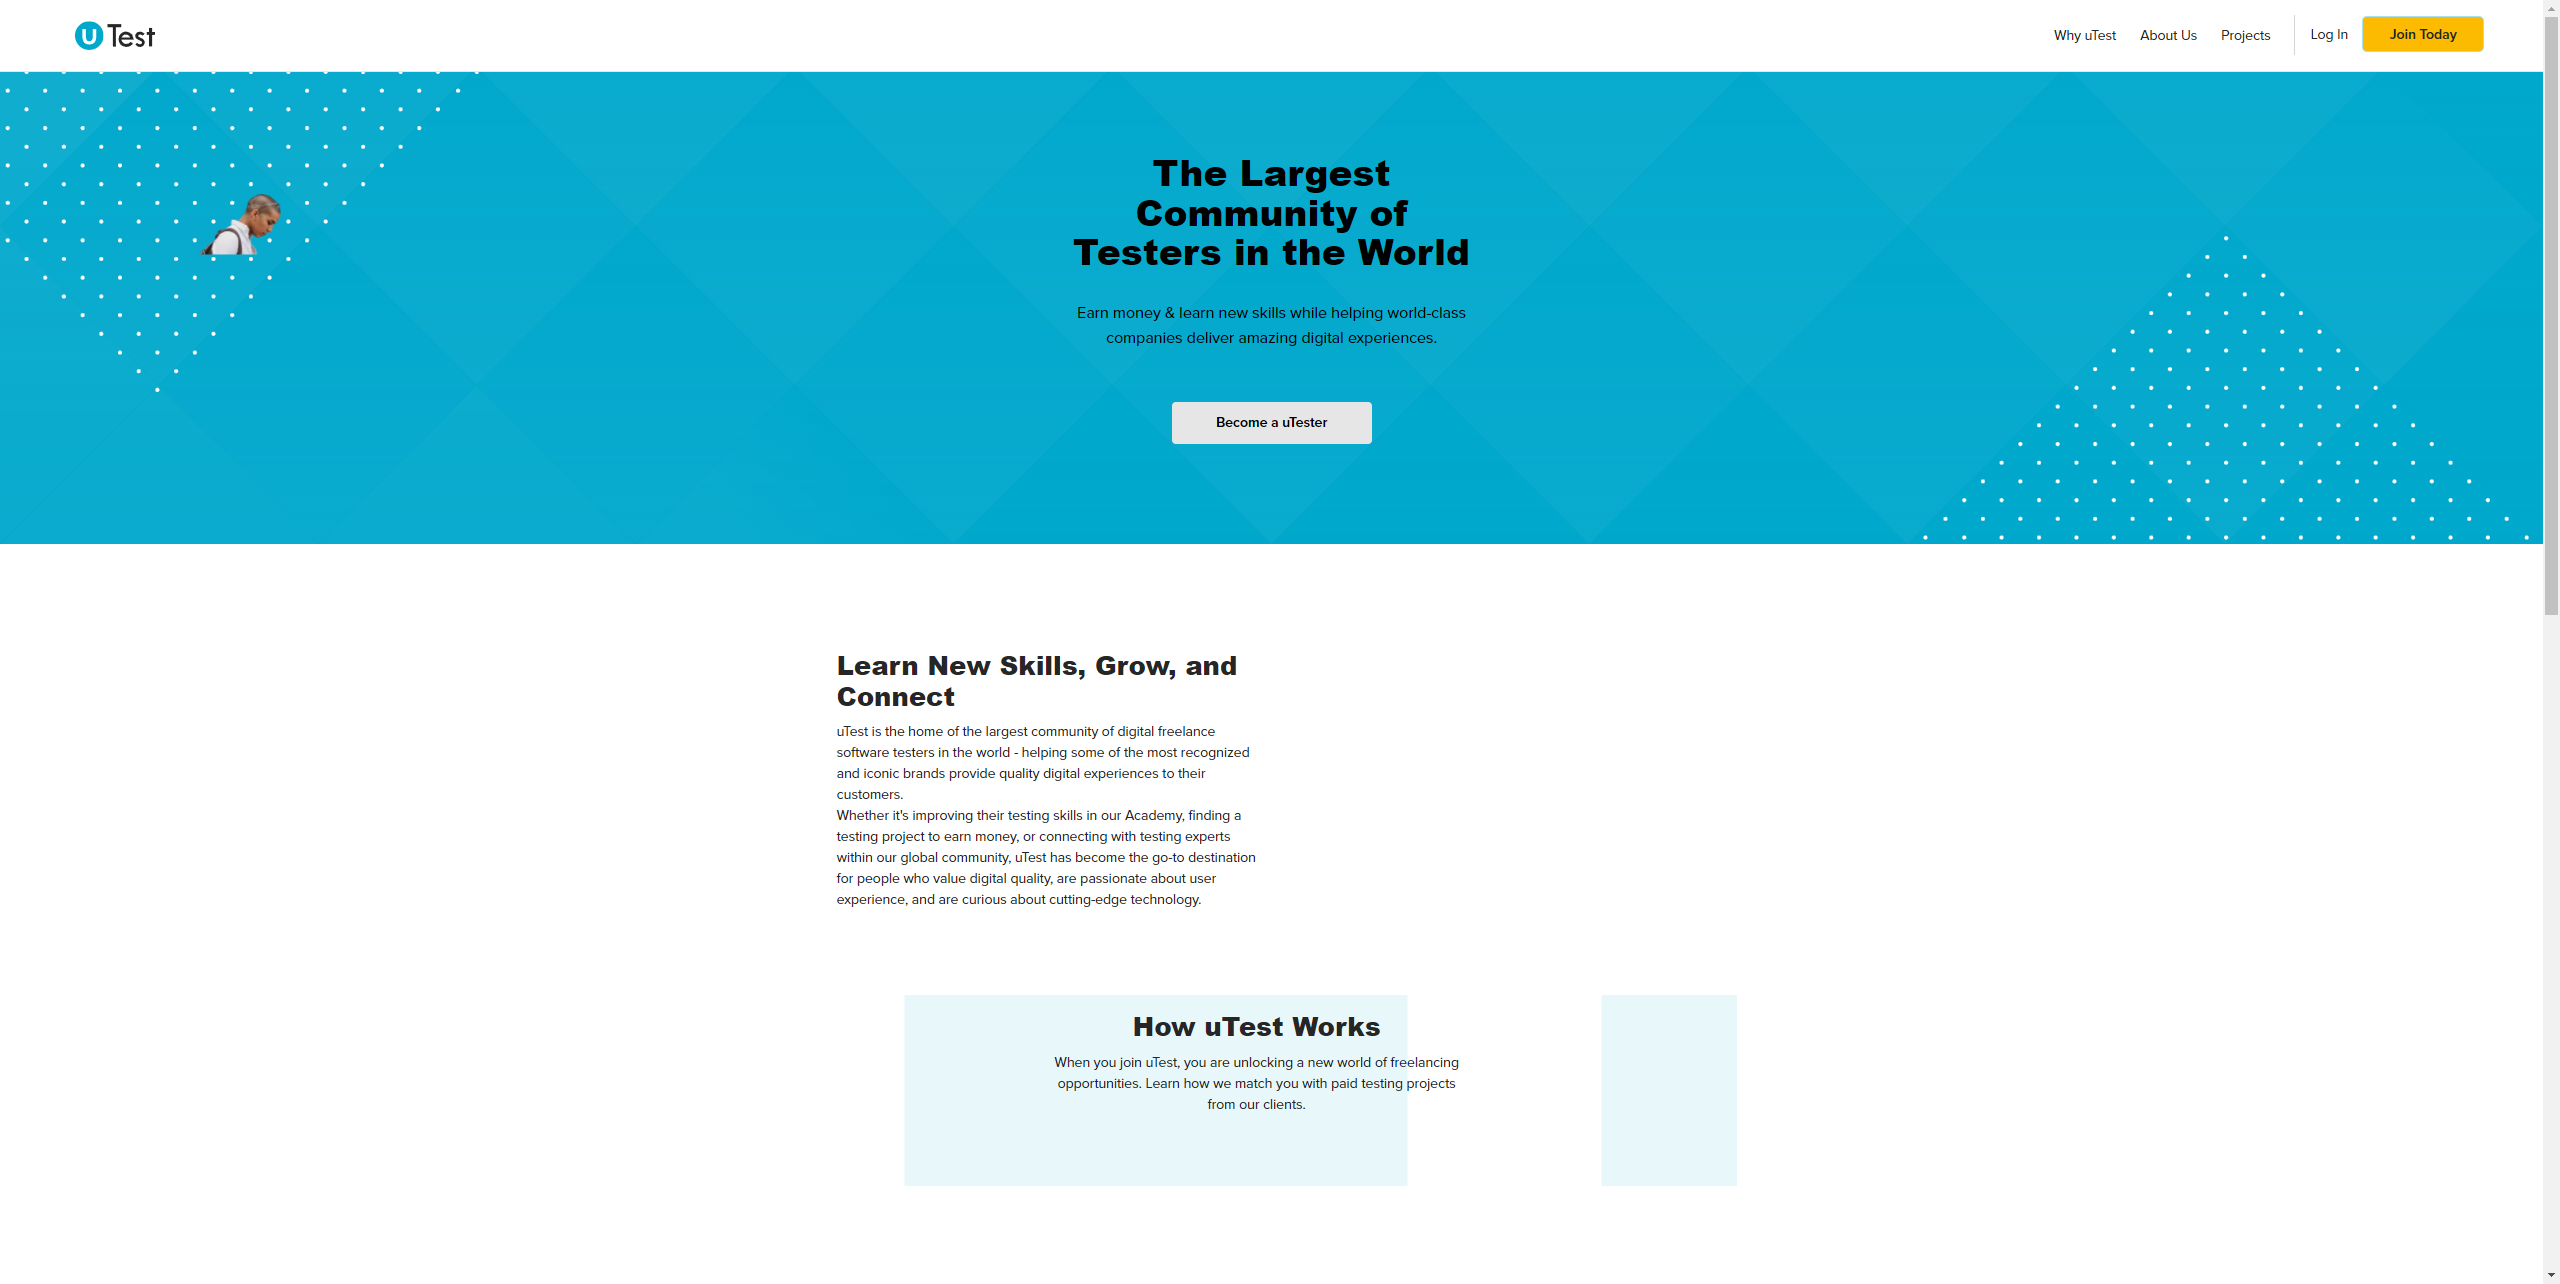 uTest
Why uTest
About Us
Projects
Log In
Join Today
The Largest
Community of
Testers in the World
Earn money & learn new skills while helping world-class
companies deliver amazing digital experiences.
Become a uTester
Learn New Skills, Grow, and
Connect
uTest is the home of the largest community of digital freelance
software testers in the world - helping some of the most recognized
and iconic brands provide quality digital experiences to their
customers.
Whether it's improving their testing skills in our Academy, finding a
testing project to earn money, or connecting with testing experts
within our global community, uTest has become the go-to destination
for people who value digital quality, are passionate about user
experience, and are curious about cutting-edge technology.
How uTest Works
When you join uTest, you are unlocking a new world of freelancing
opportunities. Learn how we match you with paid testing projects
from our clients.